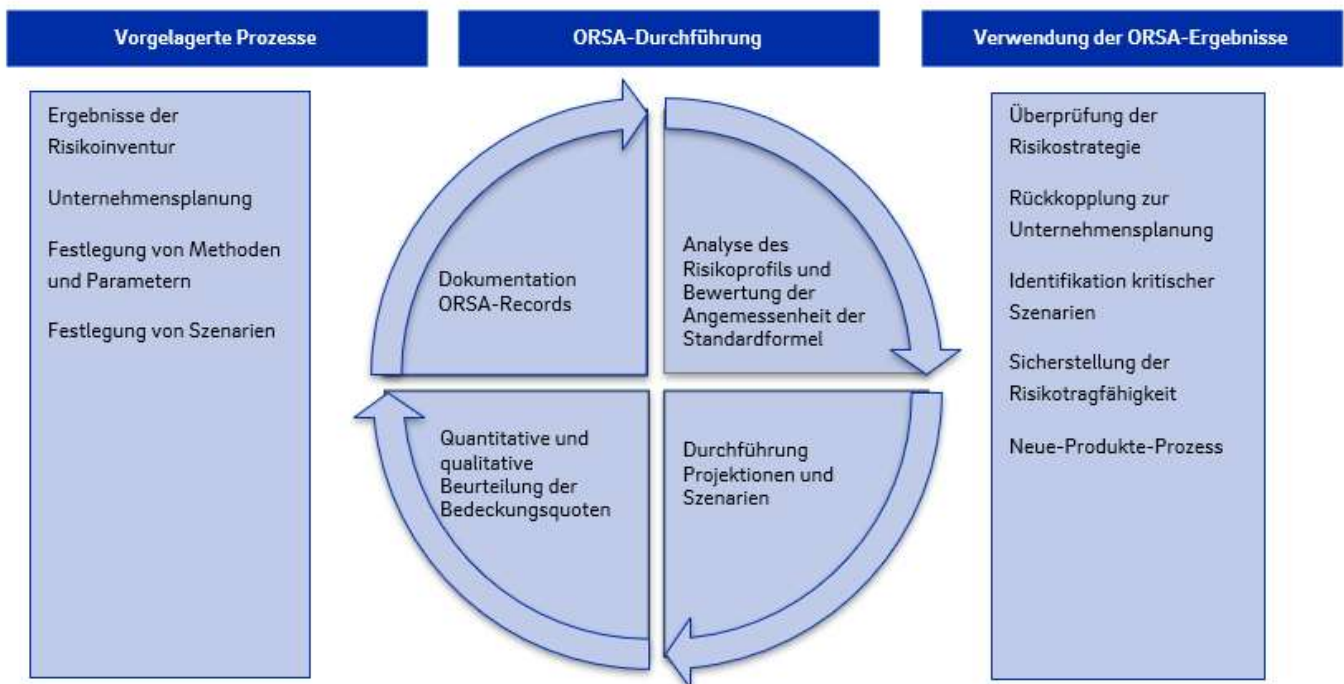 Vorgelagerte Prozesse
ORSA-Durchführung
Verwendung der ORSA-Ergebnisse
Ergebnisse der
Risikoinventur
Unternehmensplanung
Festlegung von Methoden
und Parametern
Festlegung von Szenarien
Dokumentation
ORSA-Records
Analyse des
Risikoprofils und
Bewertung der
Angemessenheit der
Standardformel
Quantitative und
qualitative
Beurteilung der
Bedeckungsquoten
Durchführung
Projektionen und
Szenarien
Überprüfung der
Risikostrategie
Rückkopplung zur
Unternehmensplanung
Identifikation kritischer
Szenarien
Sicherstellung der
Risikotragfähigkeit
Neue-Produkte-Prozess